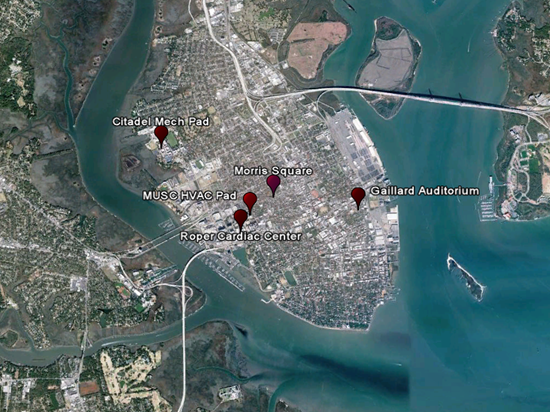 Citadel Mech Pad
Morris Square
MUSC HVAC Pad
Gaillard Auditorium
Roper Cardiac Center